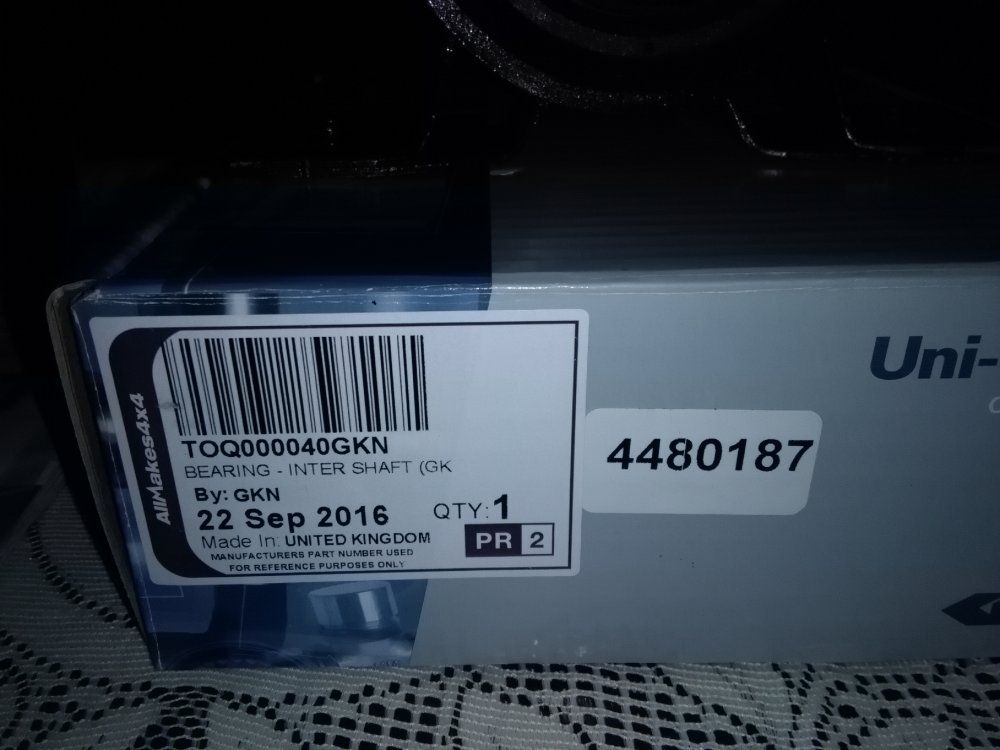 AllMakes4x4
TOQ000040GKN
BEARING - INTER SHAFT (GK
By: GKN
22 Sep 2016
QTY: 1
Made In: UNITED KINGDOM
PR 2
MANUFACTURERS PART NUMBER USED
FOR REFERENCE PURPOSES ONLY
4480187
Uni-